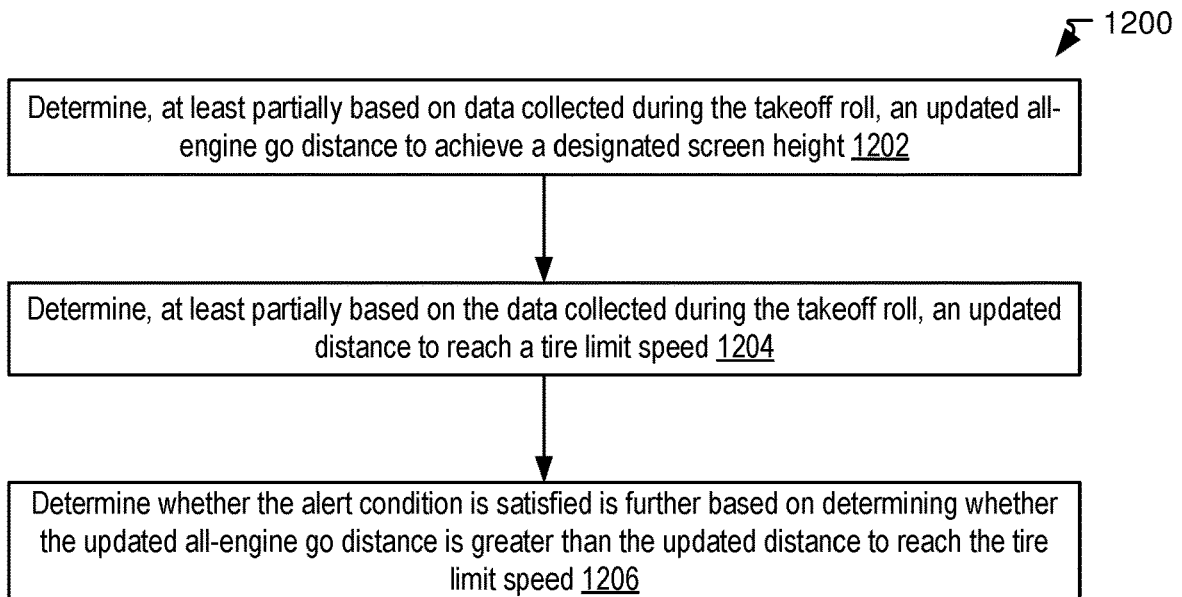 1200
Determine, at least partially based on data collected during the takeoff roll, an updated all-
engine go distance to achieve a designated screen height 1202
Determine, at least partially based on the data collected during the takeoff roll, an updated
distance to reach a tire limit speed 1204
Determine whether the alert condition is satisfied is further based on determining whether
the updated all-engine go distance is greater than the updated distance to reach the tire
limit speed 1206